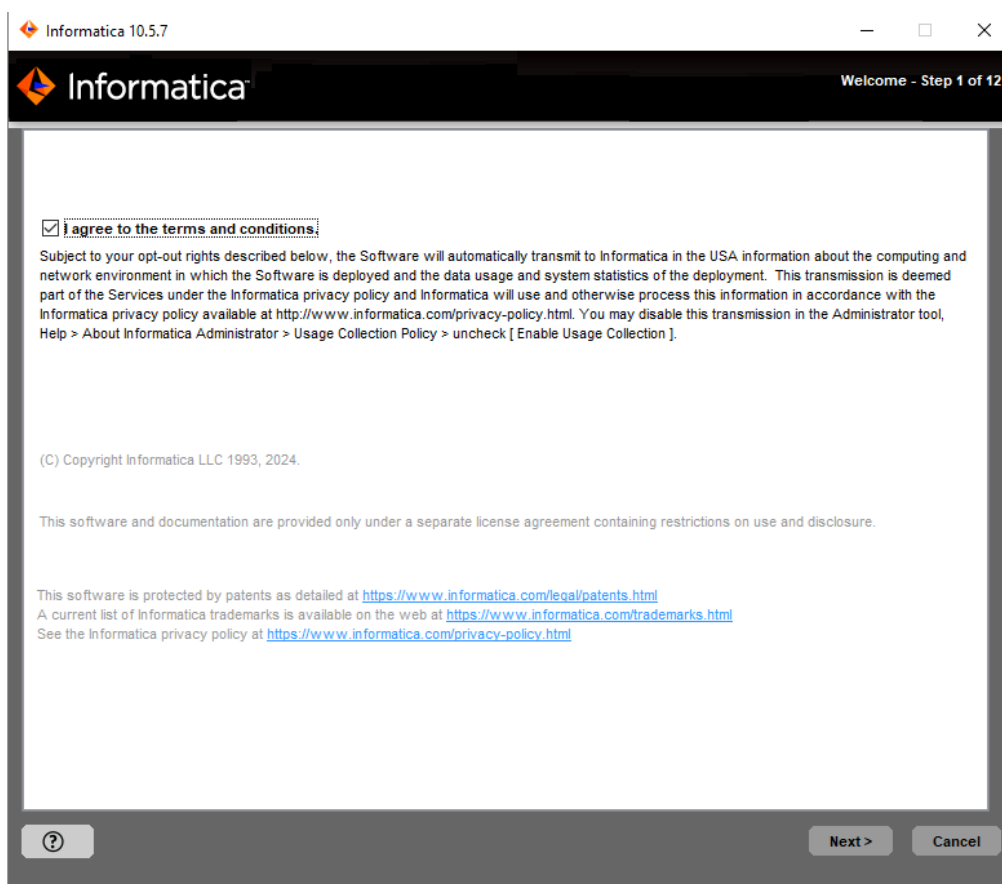 Informatica 10.5.7
Informatica
Welcome - Step 1 of 12
I agree to the terms and conditions.
Subject to your opt-out rights described below, the Software will automatically transmit to Informatica in the USA information about the computing and
network environment in which the Software is deployed and the data usage and system statistics of the deployment.  This transmission is deemed
part of the Services under the Informatica privacy policy and Informatica will use and otherwise process this information in accordance with the
Informatica privacy policy available at http://www.informatica.com/privacy-policy.html. You may disable this transmission in the Administrator tool,
Help > About Informatica Administrator > Usage Collection Policy > uncheck [ Enable Usage Collection ].
(C) Copyright Informatica LLC 1993, 2024.
This software and documentation are provided only under a separate license agreement containing restrictions on use and disclosure.
This software is protected by patents as detailed at https://www.informatica.com/legal/patents.html
A current list of Informatica trademarks is available on the web at https://www.informatica.com/trademarks.html
See the Informatica privacy policy at https://www.informatica.com/privacy-policy.html
?
Next >
Cancel